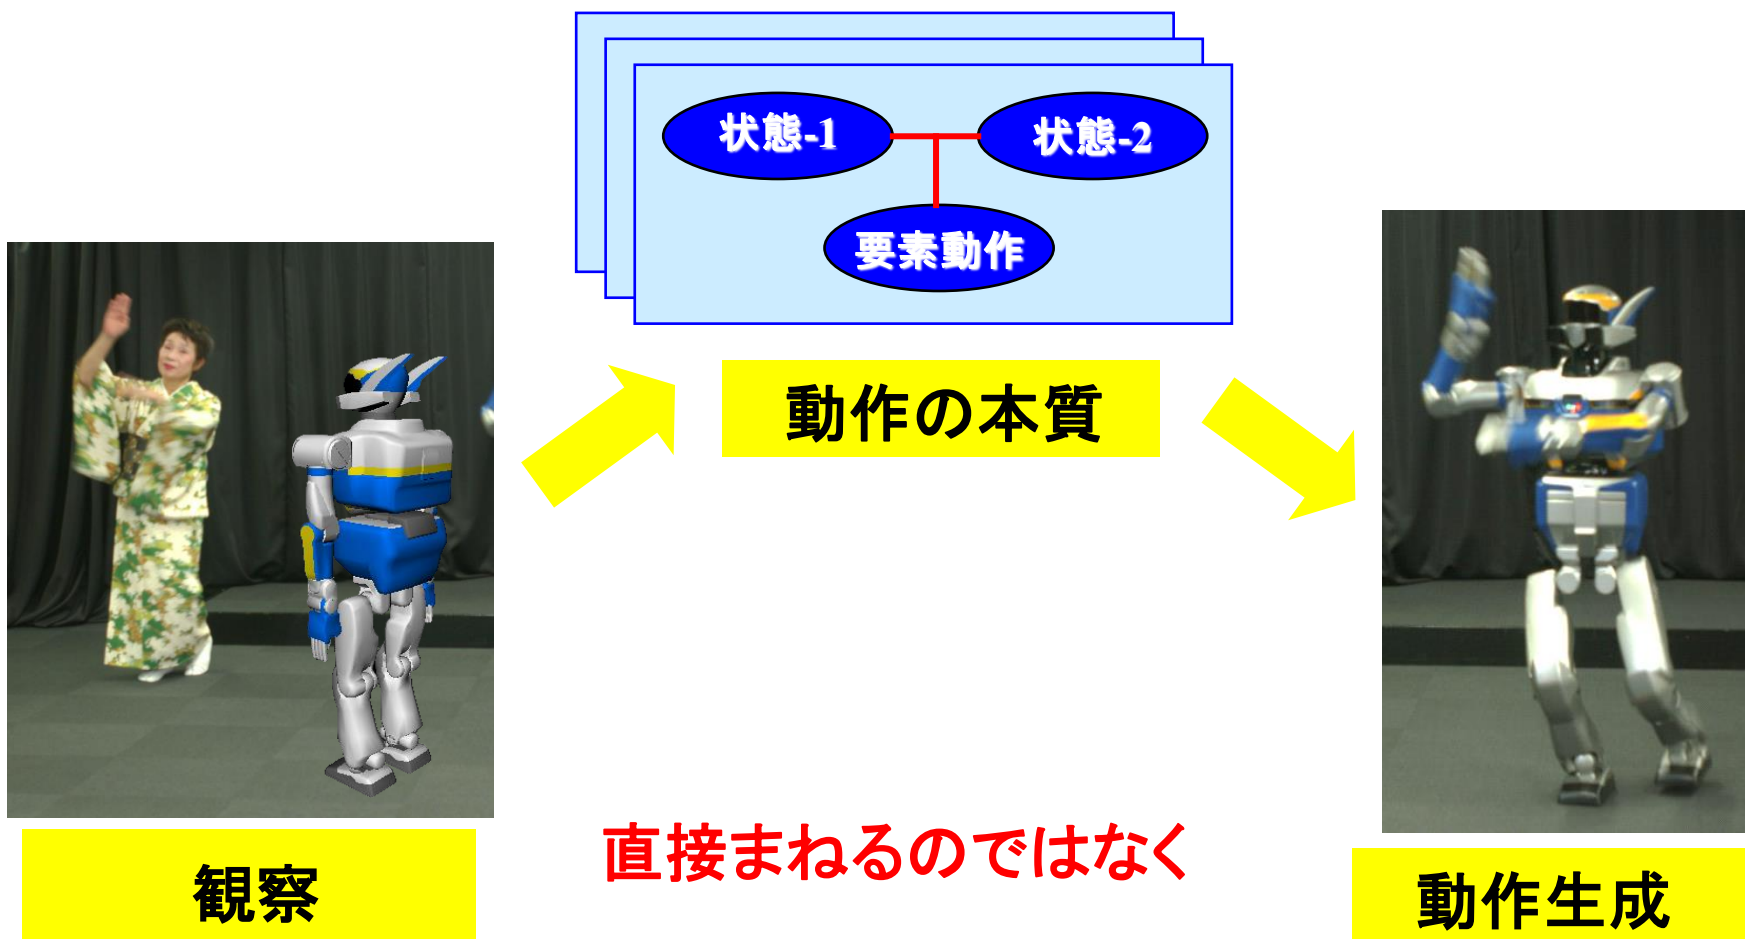 状態-1
状態-2
要素動作
動作の本質
直接まねるのではなく
観察
動作生成